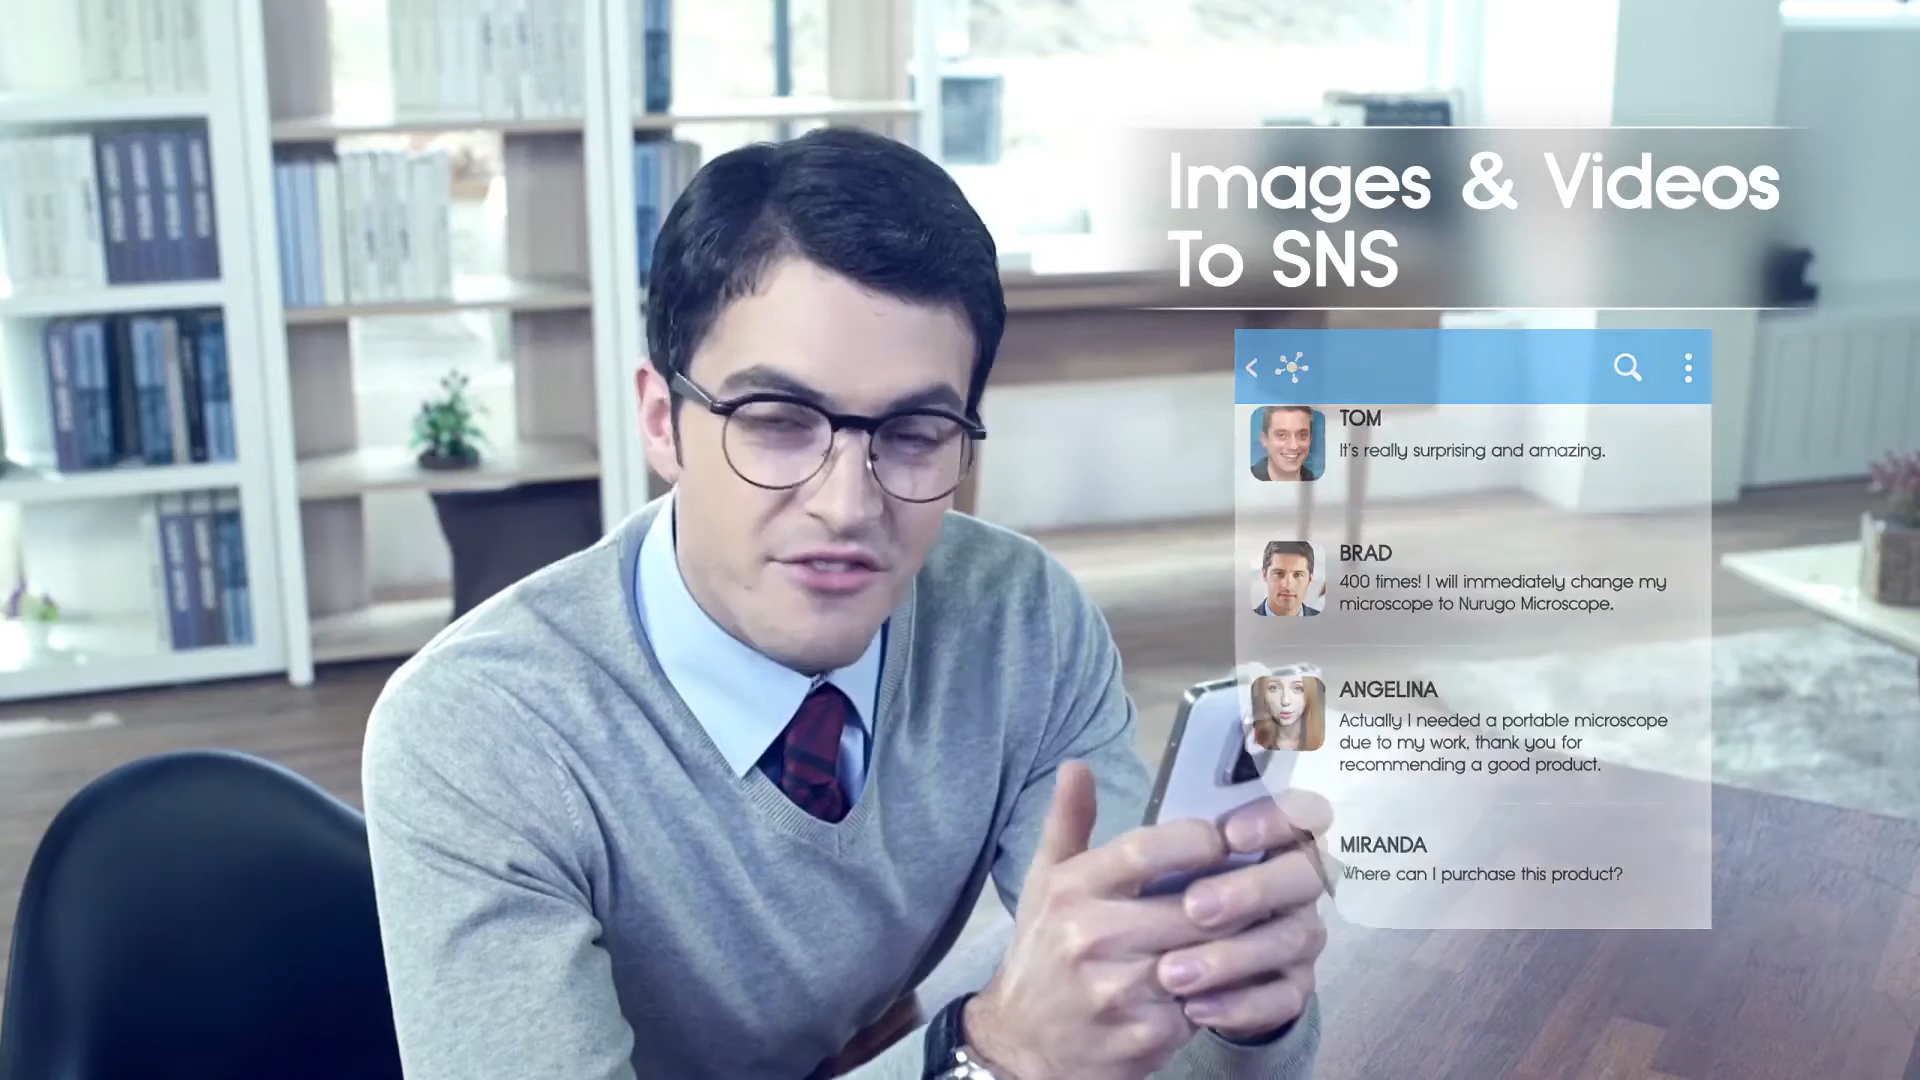 Images & Videos
To SNS
TOM
It's really surprising and amazing.
BRAD
400 times! I will immediately change my
microscope to Nurugo Microscope.
ANGELINA
Actually I needed a portable microscope
due to my work, thank you for
recommending a good product.
MIRANDA
Where can I purchase this product?